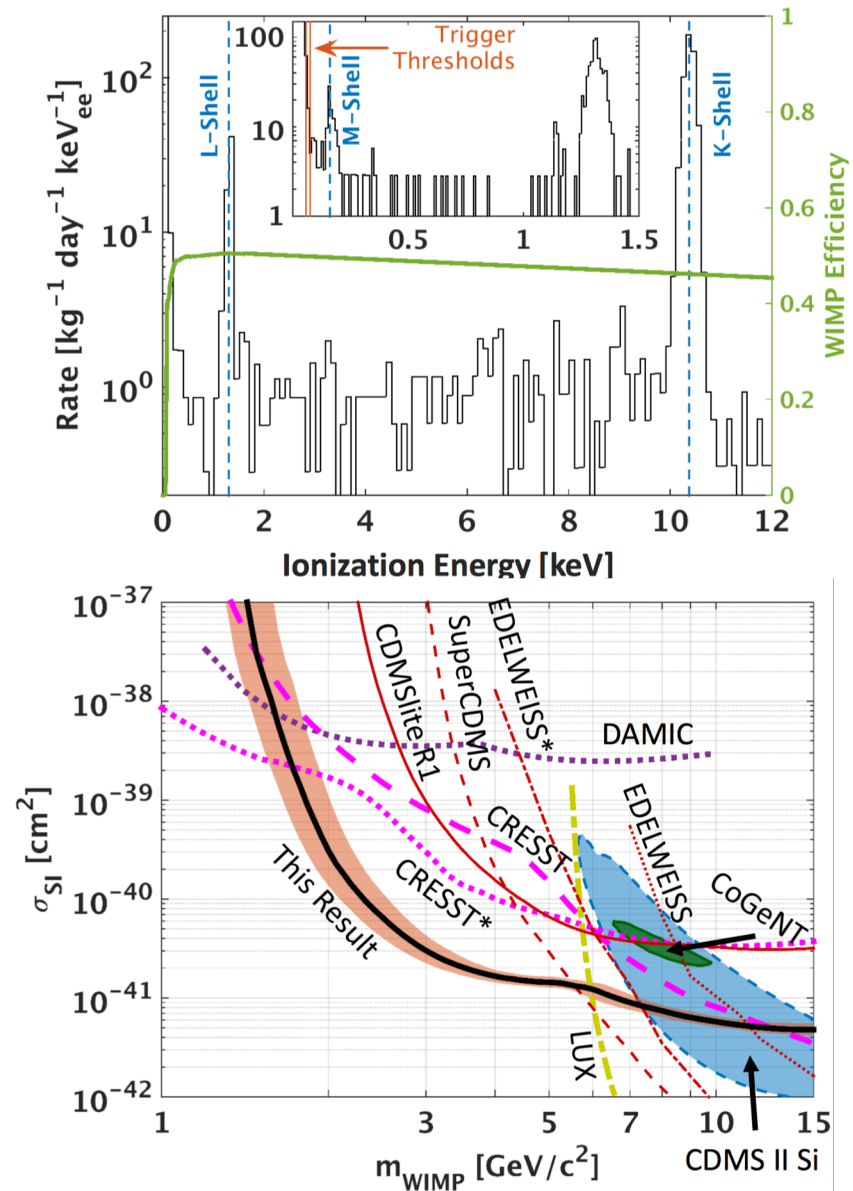 Rate [kg⁻¹ day⁻¹ keV⁻¹ee]
10²
10¹
10⁰
L-Shell
100
10
1
Trigger
Thresholds
M-Shell
0.5
1
1.5
K-Shell
1
0.8
0.6
0.4
0.2
0
WIMP Efficiency
0
2
4
6
8
10
12
Ionization Energy [keV]
σSI [cm²]
10⁻³⁷
10⁻³⁸
10⁻³⁹
10⁻⁴⁰
10⁻⁴¹
10⁻⁴²
CDMSlite R1
SuperCDMS
EDELWEISS*
DAMIC
EDELWEISS
CRESST
CRESST*
CoGeNT
This Result
LUX
1
3
5
7
10
15
mWIMP [GeV/c²]
CDMS II Si